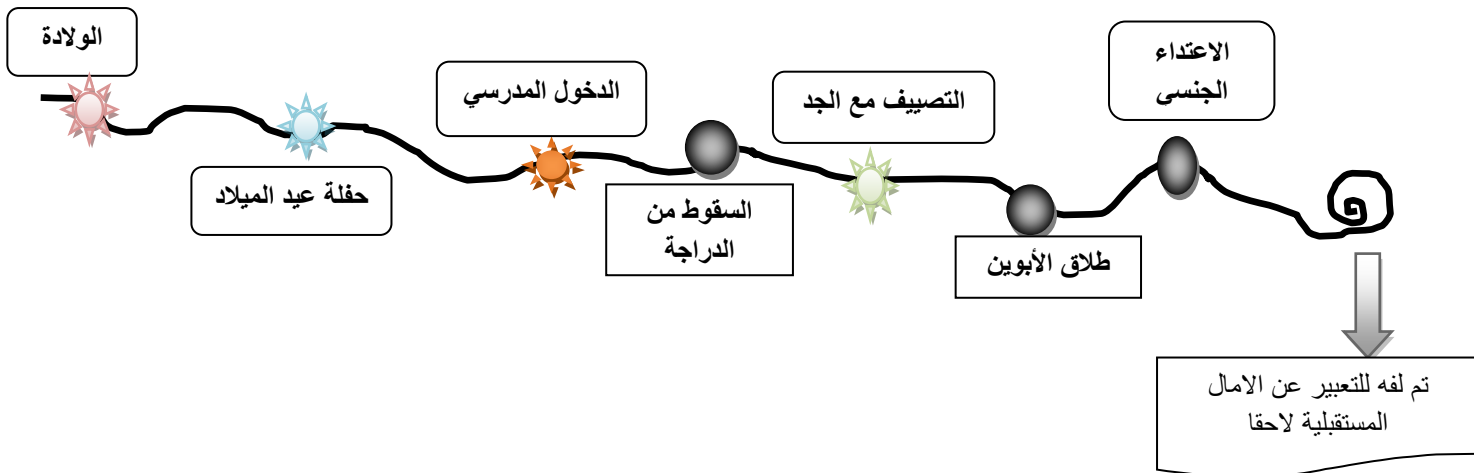 الولادة
حفلة عيد الميلاد
الدخول المدرسي
السقوط من
الدراجة
التصييف مع الجد
طلاق الأبوين
الاعتداء
الجنسى
تم لفه للتعبير عن الامال
المستقبلية لاحقا